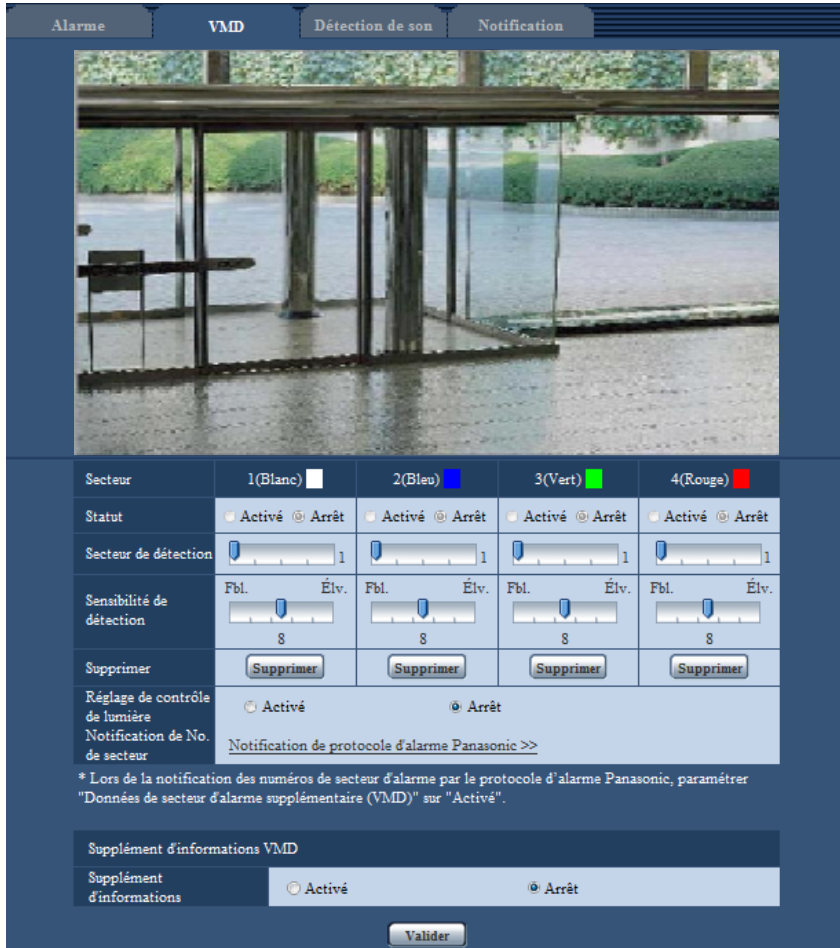 Alarme VMD Détection de son Notification
Secteur 1(Blanc) 2(Bleu) 3(Vert) 4(Rouge)
Statut Activé Arrêt Activé Arrêt Activé Arrêt Activé Arrêt
Secteur de détection 1 1 1 1
Sensibilité de détection Fbl. Élv. Fbl. Élv. Fbl. Élv. Fbl. Élv.
8 8 8 8
Supprimer Supprimer Supprimer Supprimer Supprimer
Réglage de contrôle
de lumière Activé Arrêt
Notification de No.
de secteur Notification de protocole d'alarme Panasonic >>
* Lors de la notification des numéros de secteur d'alarme par le protocole d'alarme Panasonic, paramétrer
"Données de secteur d'alarme supplémentaire (VMD)" sur "Activé".
Supplément d'informations VMD
Supplément
d'informations Activé Arrêt
Valider